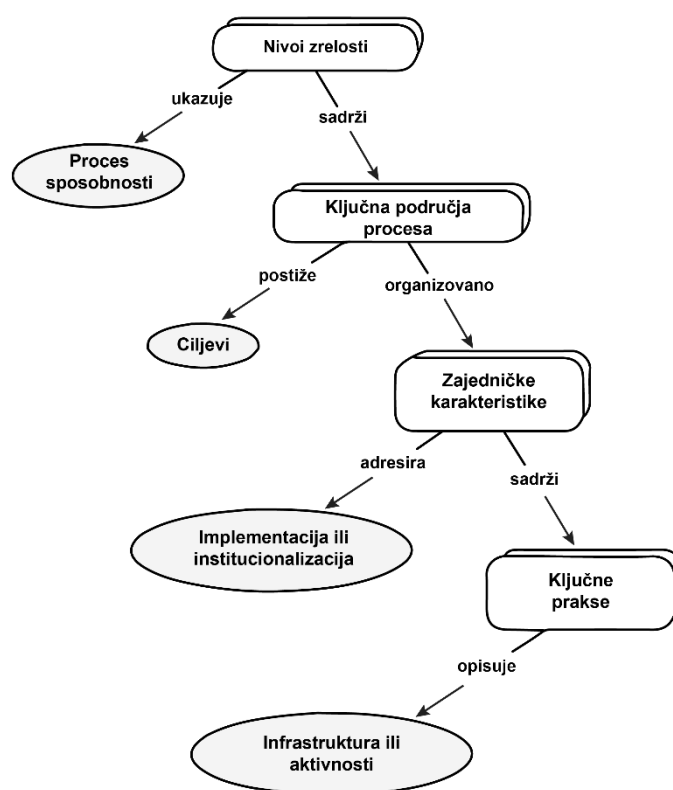 Nivoi zrelosti
ukazuje
sadrži
Proces
sposobnosti
Ključna područja
procesa
postiže
organizovano
Ciljevi
Zajedničke
karakteristike
adresira
sadrži
Implementacija ili
institucionalizacija
Ključne
prakse
opisuje
Infrastruktura ili
aktivnosti